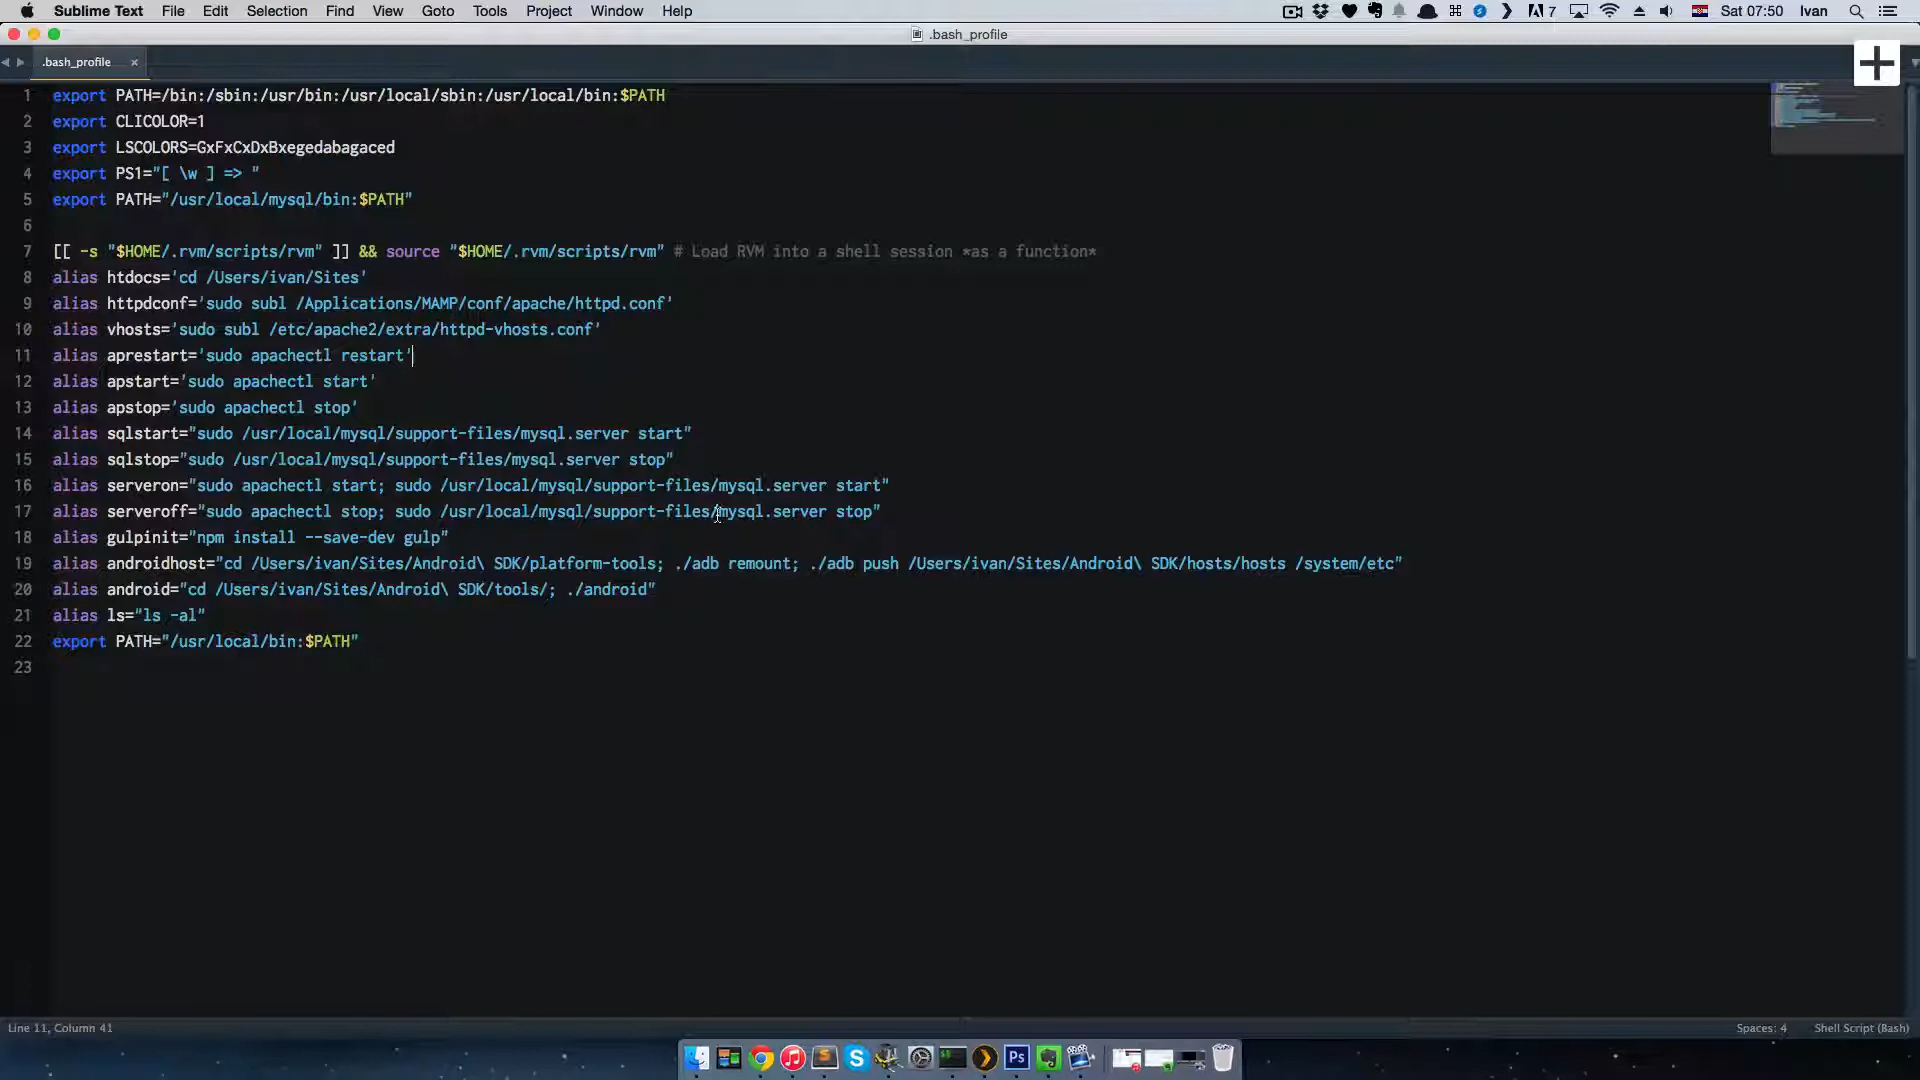 Sublime Text File Edit Selection Find View Goto Tools Project Window Help 7 Sat 07:50 Ivan
.bash_profile
.bash_profile ×
1 export PATH=/bin:/sbin:/usr/bin:/usr/local/sbin:/usr/local/bin:$PATH
2 export CLICOLOR=1
3 export LSCOLORS=GxFxCxDxBxegedabagaced
4 export PS1="[ \w ] => "
5 export PATH="/usr/local/mysql/bin:$PATH"
6
7 [[ -s "$HOME/.rvm/scripts/rvm" ]] && source "$HOME/.rvm/scripts/rvm" # Load RVM into a shell session *as a function*
8 alias htdocs='cd /Users/ivan/Sites'
9 alias httpdconf='sudo subl /Applications/MAMP/conf/apache/httpd.conf'
10 alias vhosts='sudo subl /etc/apache2/extra/httpd-vhosts.conf'
11 alias aprestart='sudo apachectl restart'
12 alias apstart='sudo apachectl start'
13 alias apstop='sudo apachectl stop'
14 alias sqlstart="sudo /usr/local/mysql/support-files/mysql.server start"
15 alias sqlstop="sudo /usr/local/mysql/support-files/mysql.server stop"
16 alias serveron="sudo apachectl start; sudo /usr/local/mysql/support-files/mysql.server start"
17 alias serveroff="sudo apachectl stop; sudo /usr/local/mysql/support-files/mysql.server stop"
18 alias gulpinit="npm install --save-dev gulp"
19 alias androidhost="cd /Users/ivan/Sites/Android\ SDK/platform-tools; ./adb remount; ./adb push /Users/ivan/Sites/Android\ SDK/hosts/hosts /system/etc"
20 alias android="cd /Users/ivan/Sites/Android\ SDK/tools/; ./android"
21 alias ls="ls -al"
22 export PATH="/usr/local/bin:$PATH"
23
Line 11, Column 41 Spaces: 4 Shell Script (Bash)
Ps